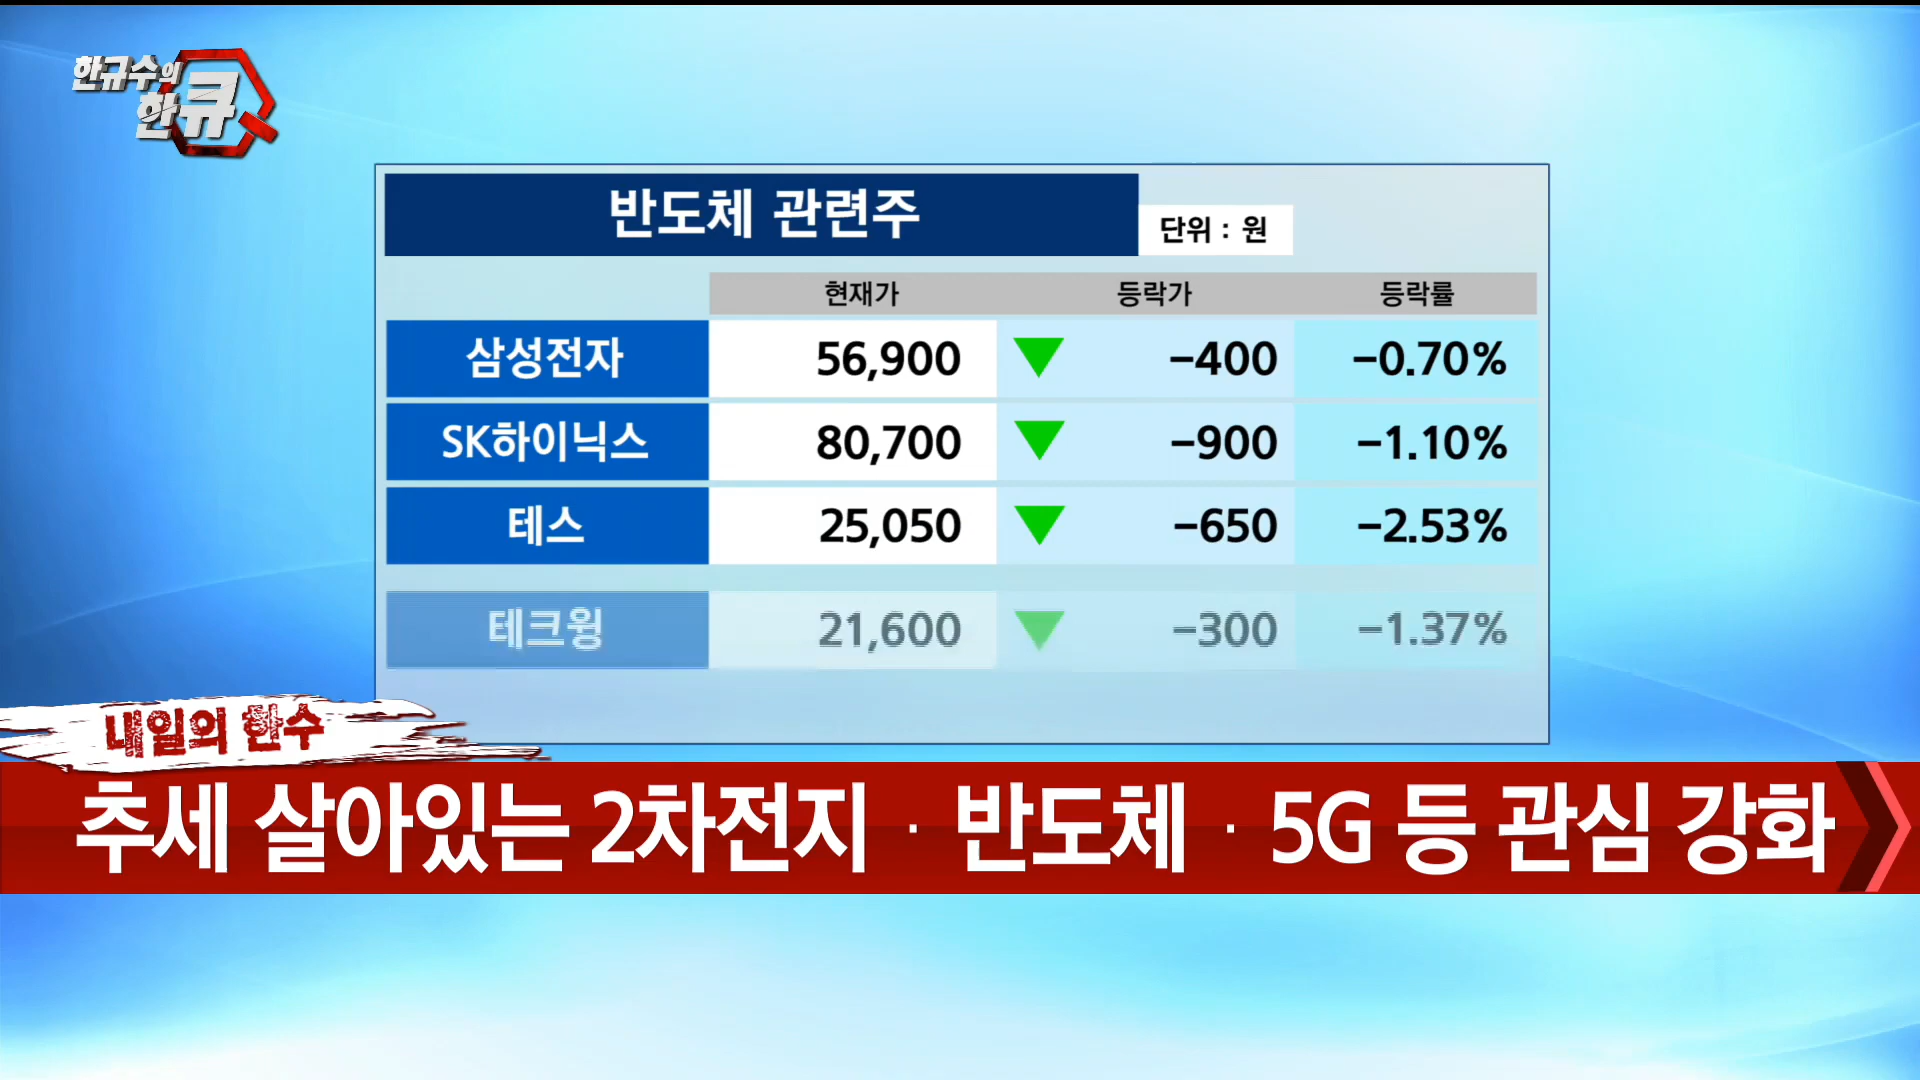 한규수의
한큐
반도체 관련주
단위 : 원
현재가 등락가 등락률
삼성전자 56,900 ▼ -400 -0.70%
SK하이닉스 80,700 ▼ -900 -1.10%
테스 25,050 ▼ -650 -2.53%
테크윙 21,600 ▼ -300 -1.37%
내일의 한수
추세 살아있는 2차전지 · 반도체 · 5G 등 관심 강화